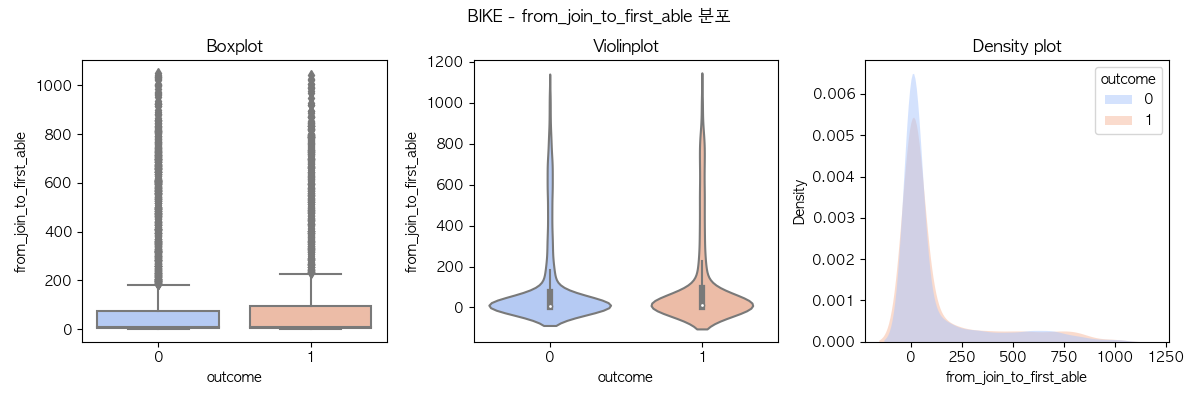 BIKE - from_join_to_first_able 분포
Boxplot
from_join_to_first_able
1000
800
600
400
200
0
0 1
outcome
Violinplot
from_join_to_first_able
1200
1000
800
600
400
200
0
0 1
outcome
Density plot
Density
0.006
0.005
0.004
0.003
0.002
0.001
0.000
outcome
0
1
0 250 500 750 1000 1250
from_join_to_first_able